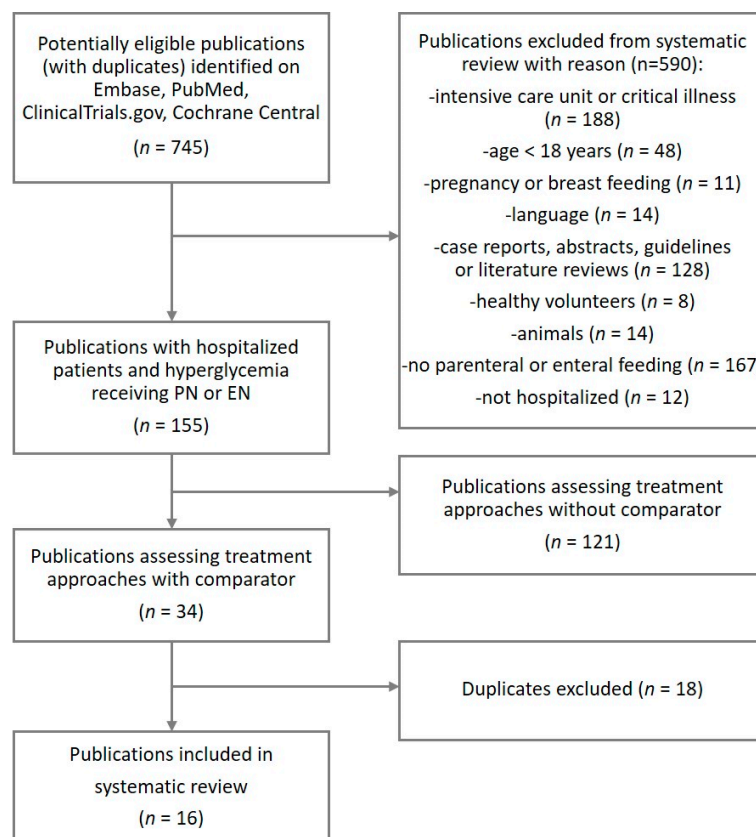 Potentially eligible publications
(with duplicates) identified on
Embase, PubMed,
ClinicalTrials.gov, Cochrane Central
(n = 745)
Publications excluded from systematic
review with reason (n=590):
-intensive care unit or critical illness
(n = 188)
-age < 18 years (n = 48)
-pregnancy or breast feeding (n = 11)
-language (n = 14)
-case reports, abstracts, guidelines
or literature reviews (n = 128)
-healthy volunteers (n = 8)
-animals (n = 14)
-no parenteral or enteral feeding (n = 167
-not hospitalized (n = 12)
Publications with hospitalized
patients and hyperglycemia
receiving PN or EN
(n = 155)
Publications assessing treatment
approaches without comparator
(n = 121)
Publications assessing treatment
approaches with comparator
(n = 34)
Duplicates excluded (n = 18)
Publications included in
systematic review
(n = 16)